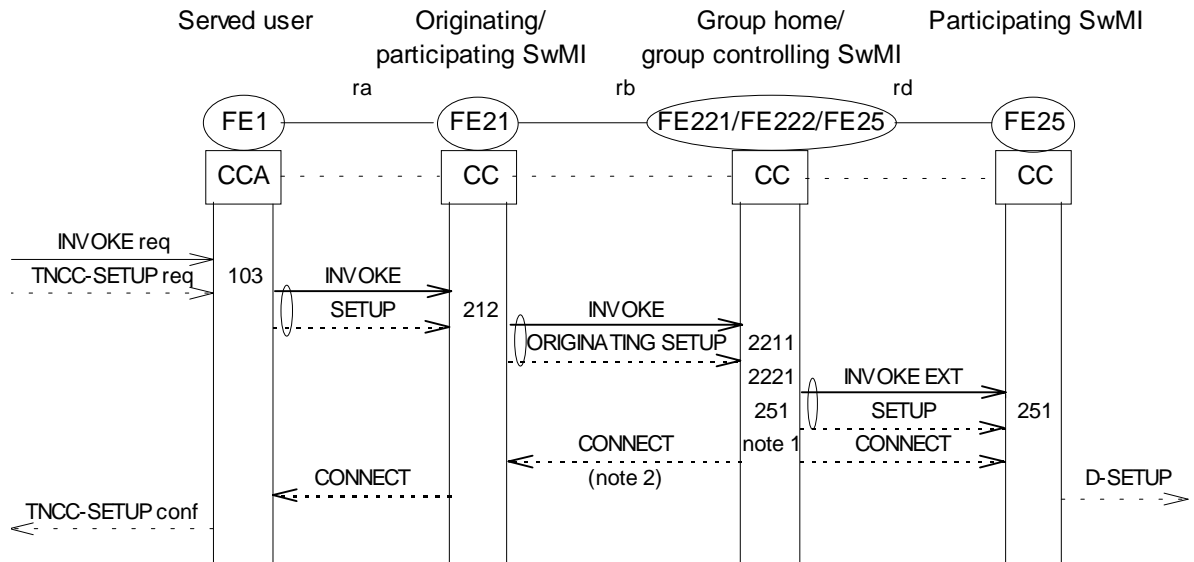 Served user
Originating/
participating SwMI
Group home/
group controlling SwMI
Participating SwMI
ra
rb
rd
FE1
FE21
FE221/FE222/FE25
FE25
CCA
CC
CC
CC
INVOKE req
TNCC-SETUP req
103
INVOKE
SETUP
212
INVOKE
ORIGINATING SETUP
2211
2221
INVOKE EXT
251
SETUP
251
CONNECT
note 1
CONNECT
(note 2)
CONNECT
D-SETUP
TNCC-SETUP conf